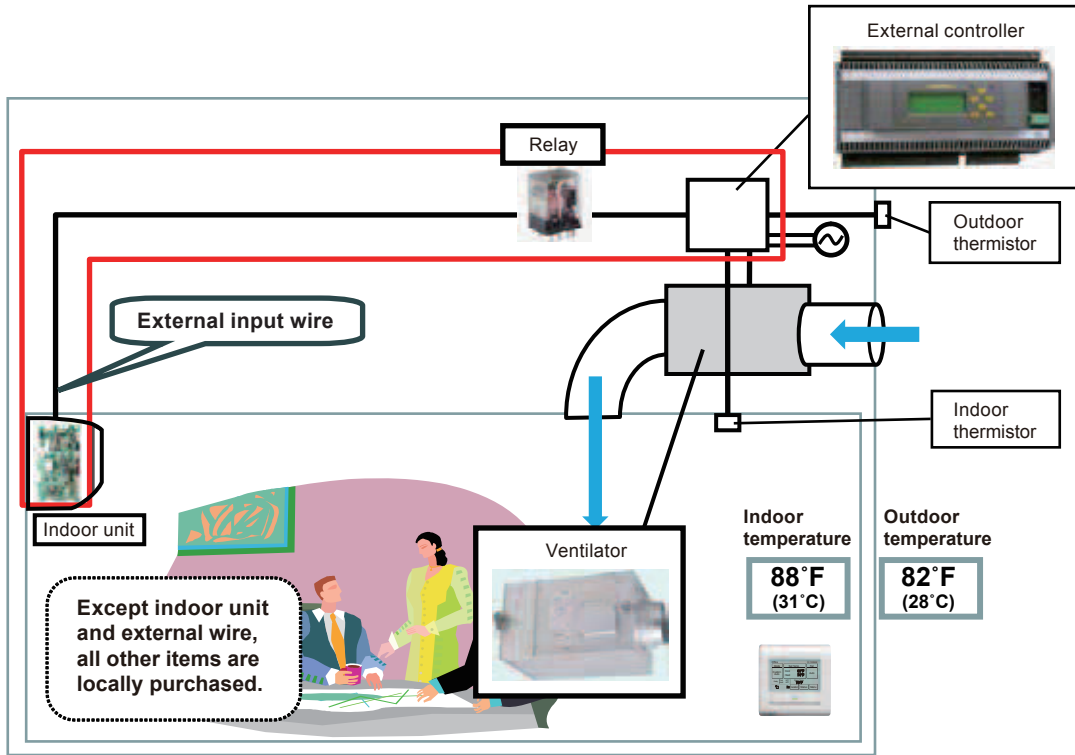 External controller
Relay
Outdoor
thermistor
External input wire
Indoor
thermistor
Indoor unit
Ventilator
Indoor
temperature
88°F
(31°C)
Outdoor
temperature
82°F
(28°C)
Except indoor unit
and external wire,
all other items are
locally purchased.